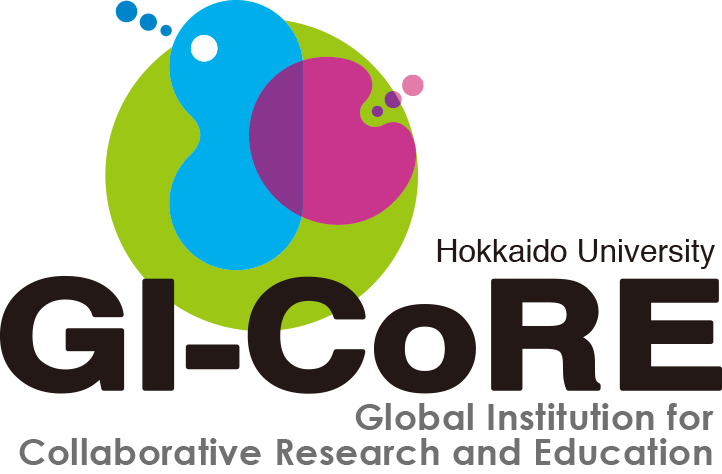 Hokkaido University
GI-CoRE
Global Institution for
Collaborative Research and Education